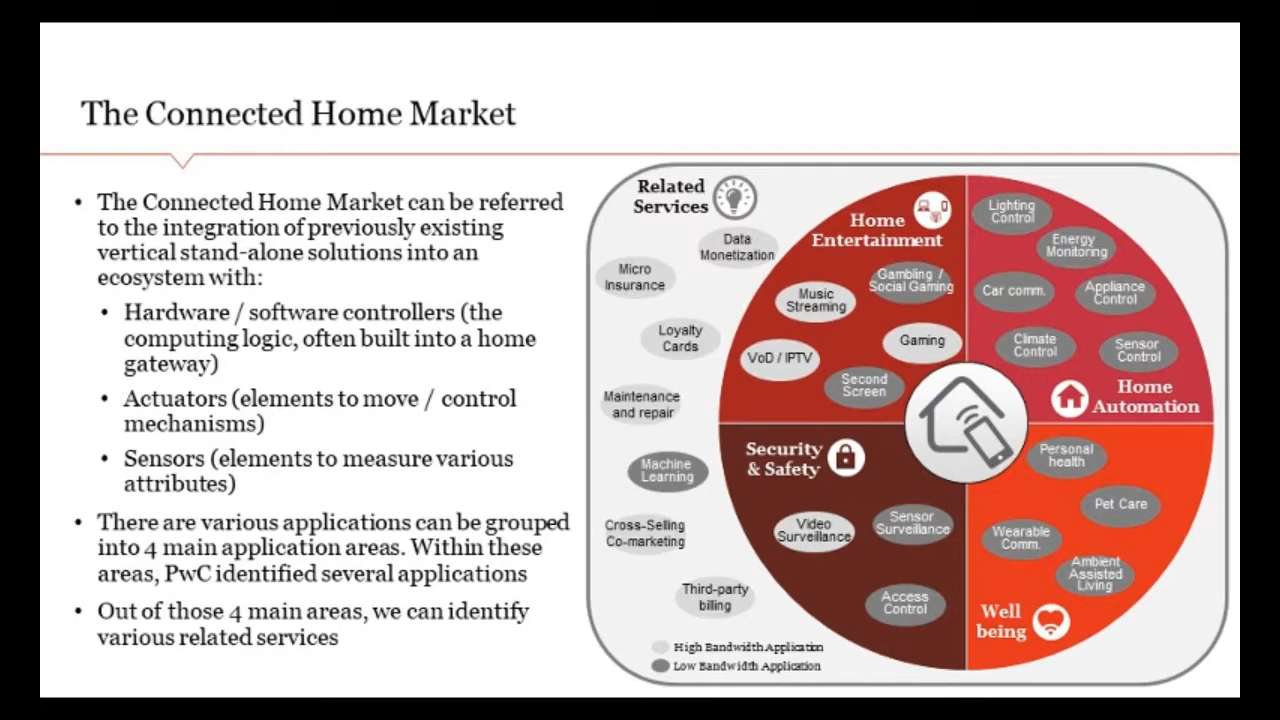 The Connected Home Market
• The Connected Home Market can be referred
to the integration of previously existing
vertical stand-alone solutions into an
ecosystem with:
• Hardware / software controllers (the
computing logic, often built into a home
gateway)
• Actuators (elements to move / control
mechanisms)
• Sensors (elements to measure various
attributes)
• There are various applications can be grouped
into 4 main application areas. Within these
areas, PwC identified several applications
• Out of those 4 main areas, we can identify
various related services
Related
Services
Data
Monetization
Micro
Insurance
Loyalty
Cards
Maintenance
and repair
Machine
Learning
Cross-Selling
Co-marketing
Third-party
billing
High Bandwidth Application
Low Bandwidth Application
Home
Entertainment
Gambling /
Social Gaming
Music
Streaming
Gaming
VoD / IPTV
Second
Screen
Lighting
Control
Energy
Monitoring
Car comm.
Appliance
Control
Climate
Control
Sensor
Control
Home
Automation
Security
& Safety
Video
Surveillance
Sensor
Surveillance
Access
Control
Personal
health
Pet Care
Wearable
Comm.
Ambient
Assisted
Living
Well
being